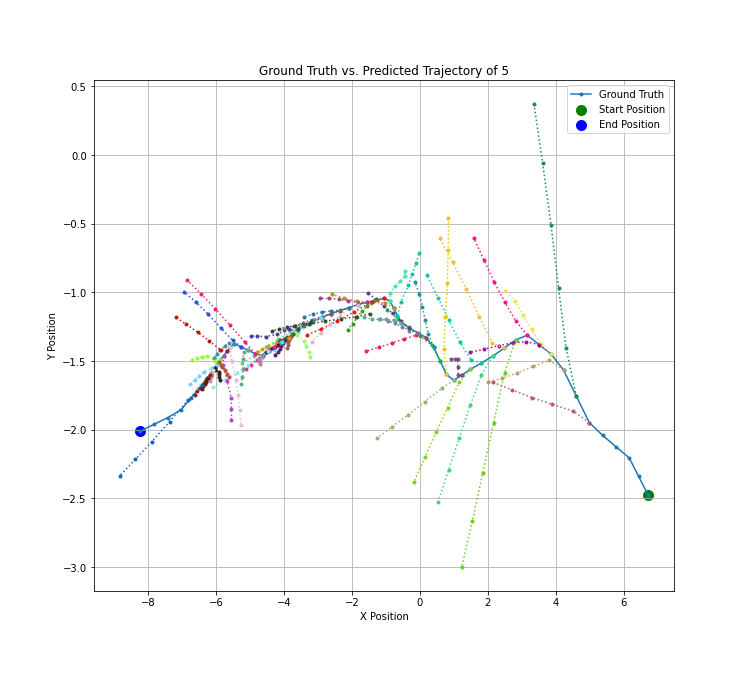 Ground Truth vs. Predicted Trajectory of 5
Ground Truth
Start Position
End Position
Y Position
0.5
0.0
−0.5
−1.0
−1.5
−2.0
−2.5
−3.0
−8 −6 −4 −2 0 2 4 6
X Position